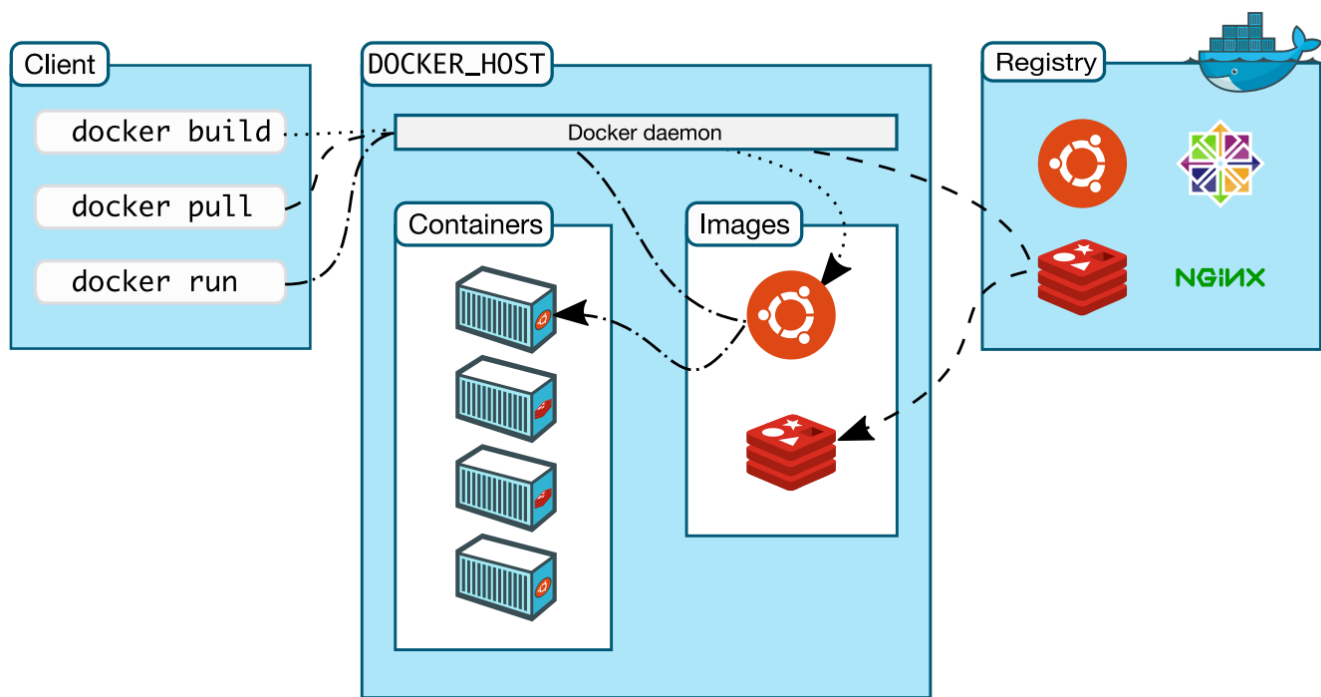 Client
docker build
docker pull
docker run
DOCKER_HOST
Docker daemon
Containers
Images
Registry
NGiNX